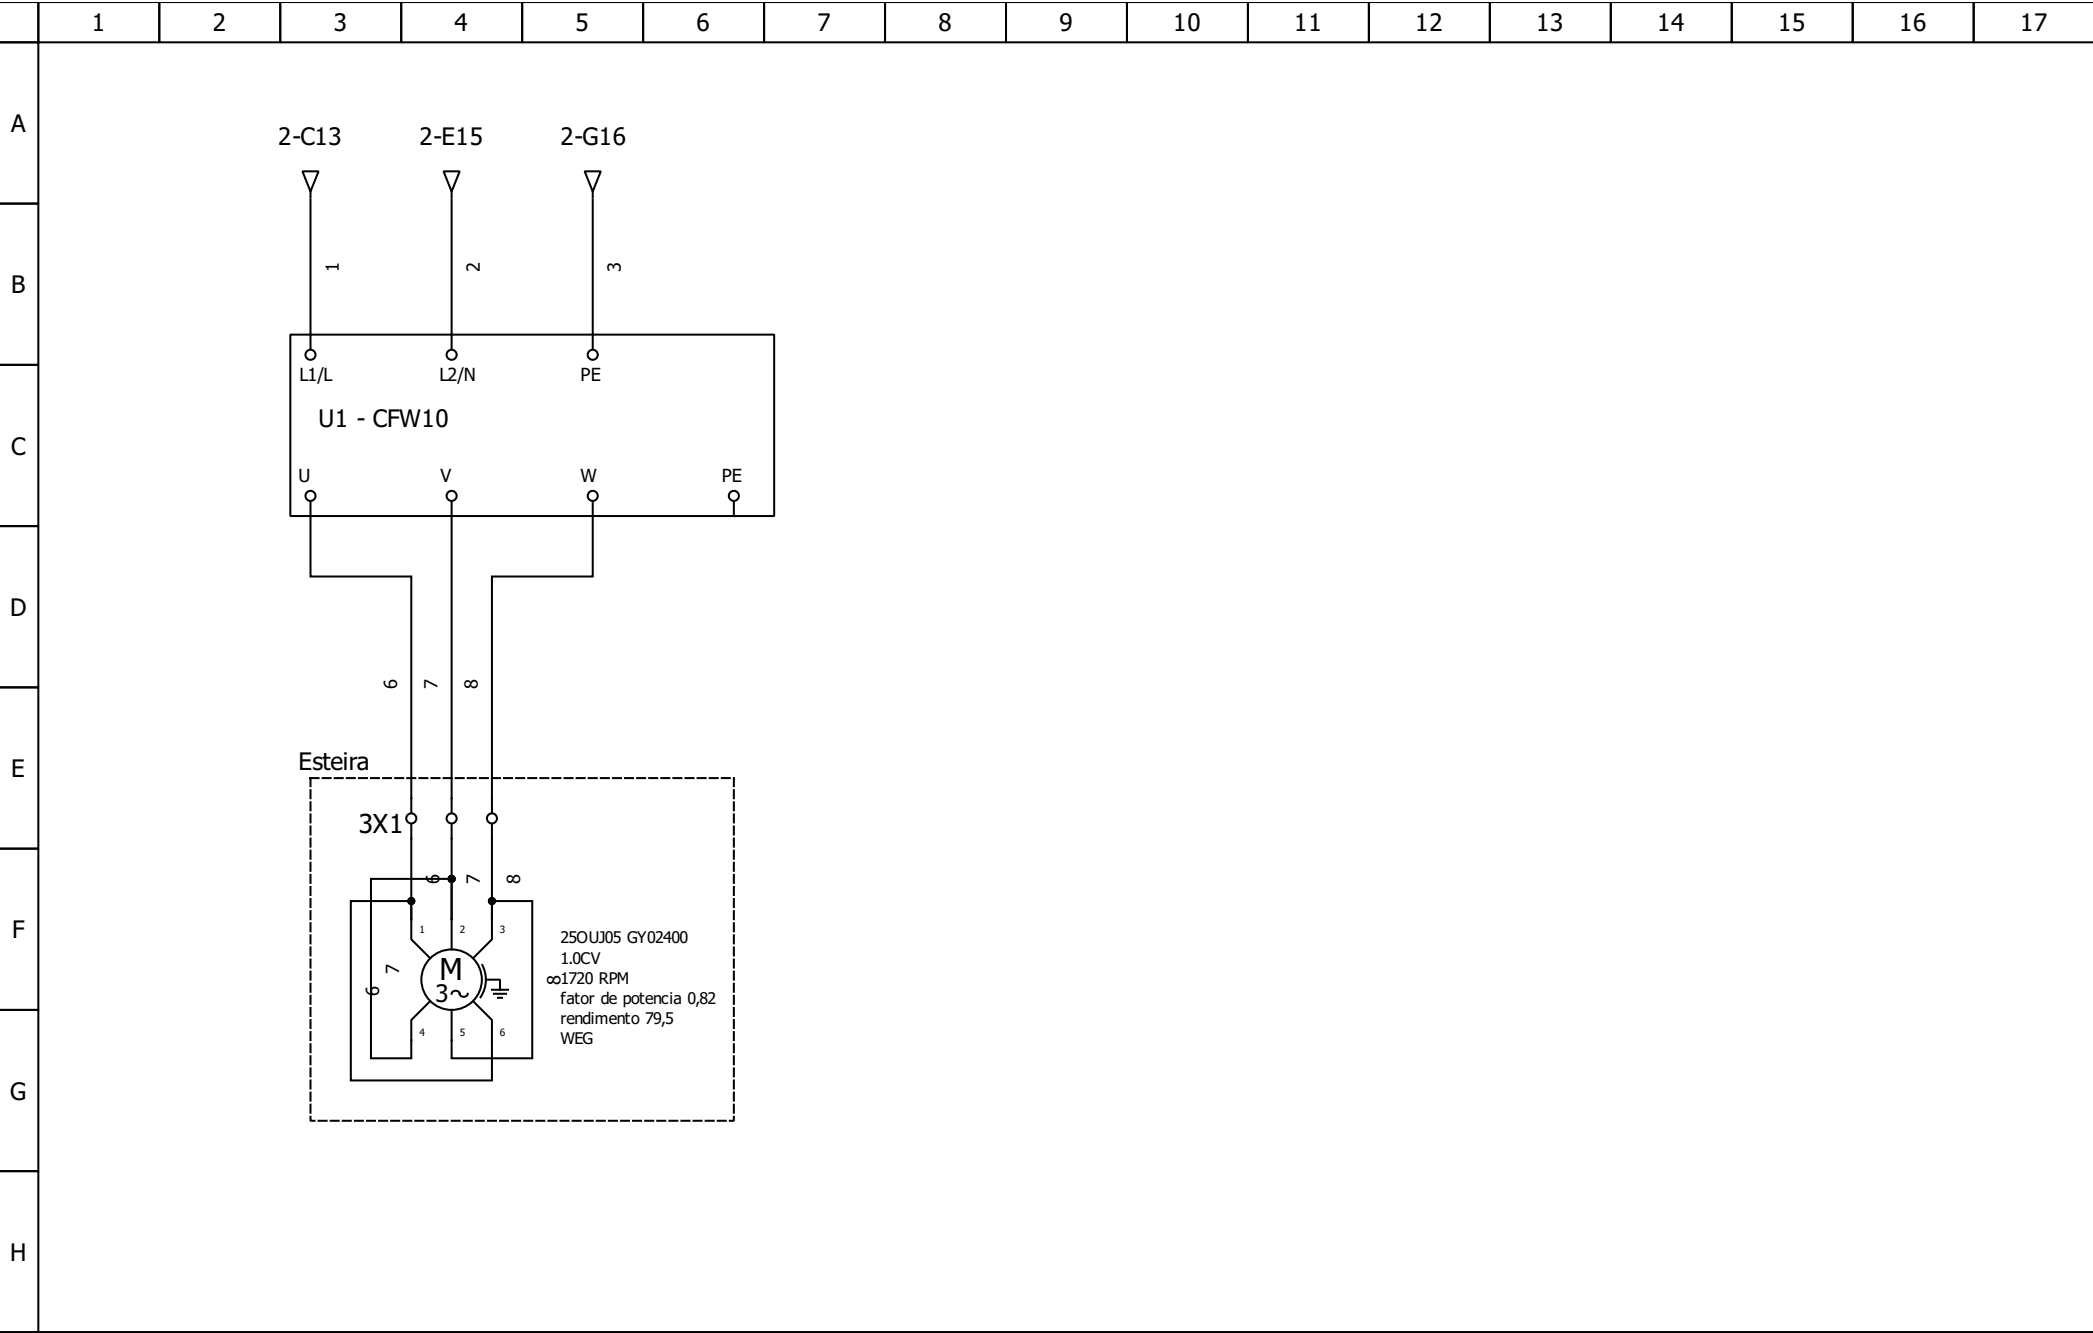 1 2 3 4 5 6 7 8 9 10 11 12 13 14 15 16 17
A
2-C13 2-E15 2-G16
B
1 2 3
L1/L L2/N PE
U1 - CFW10
C
U V W PE
D
6 7 8
Esteira
E
3X1
6 7 8
F
1 2 3
25OUJ05 GY02400
1.0CV
1720 RPM
fator de potencia 0,82
rendimento 79,5
WEG
M
3~
7
6
8
4 5 6
G
H